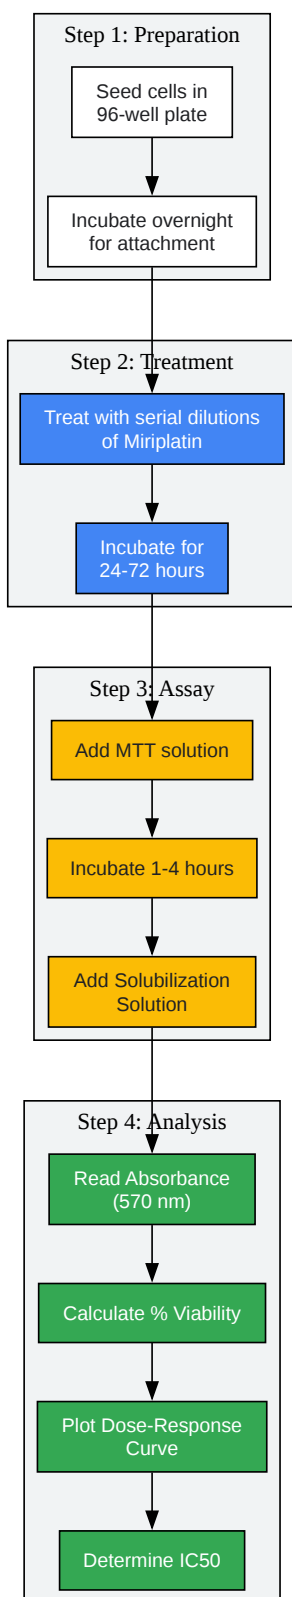 Step 1: Preparation
Seed cells in
96-well plate
Incubate overnight
for attachment
Step 2: Treatment
Treat with serial dilutions
of Miriplatin
Incubate for
24-72 hours
Step 3: Assay
Add MTT solution
Incubate 1-4 hours
Add Solubilization
Solution
Step 4: Analysis
Read Absorbance
(570 nm)
Calculate % Viability
Plot Dose-Response
Curve
Determine IC50